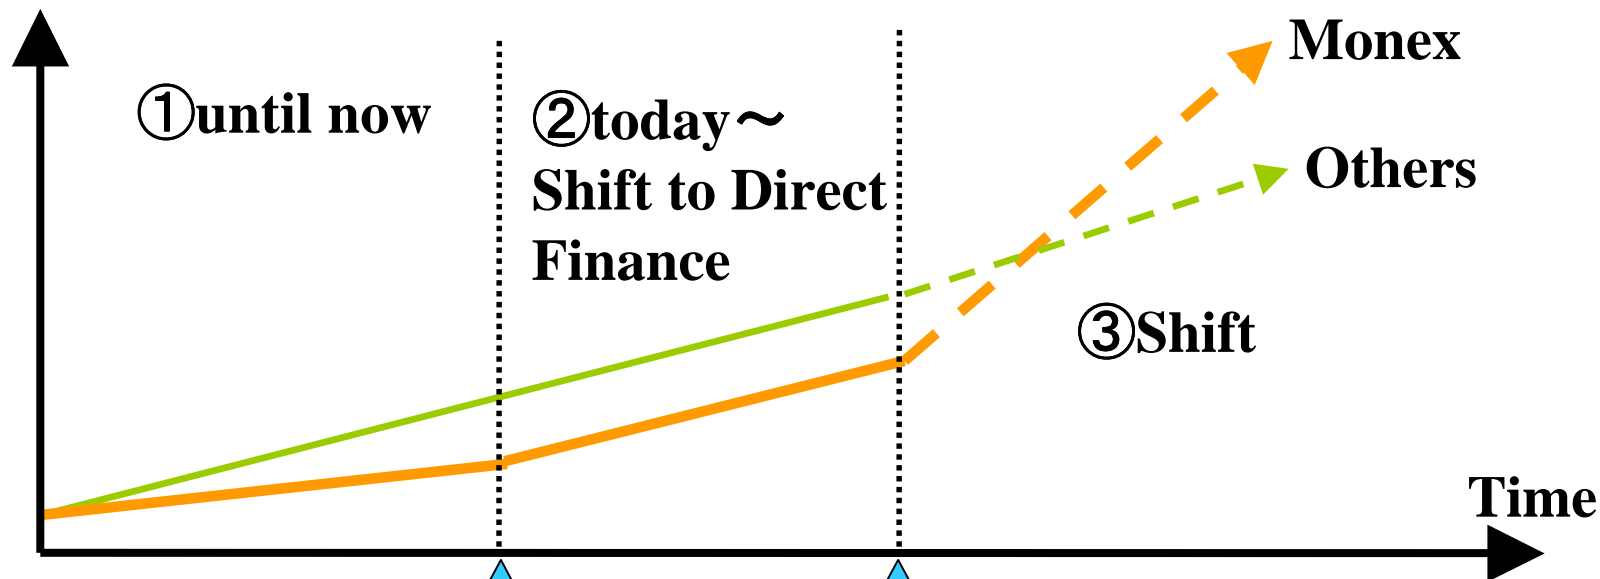 Monex
①until now
②today～
Shift to Direct
Finance
Others
③Shift
Time